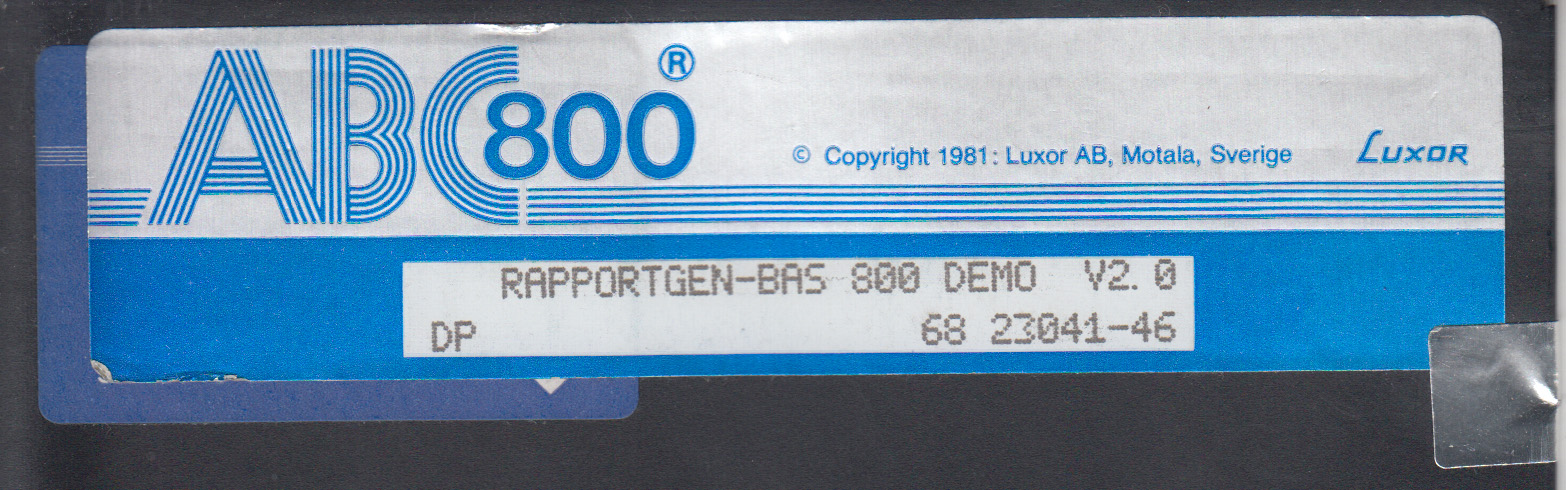 ABC800®
© Copyright 1981: Luxor AB, Motala, Sverige
LUXOR
RAPPORTGEN-BAS 800 DEMO V2.0
DP 68 23041-46